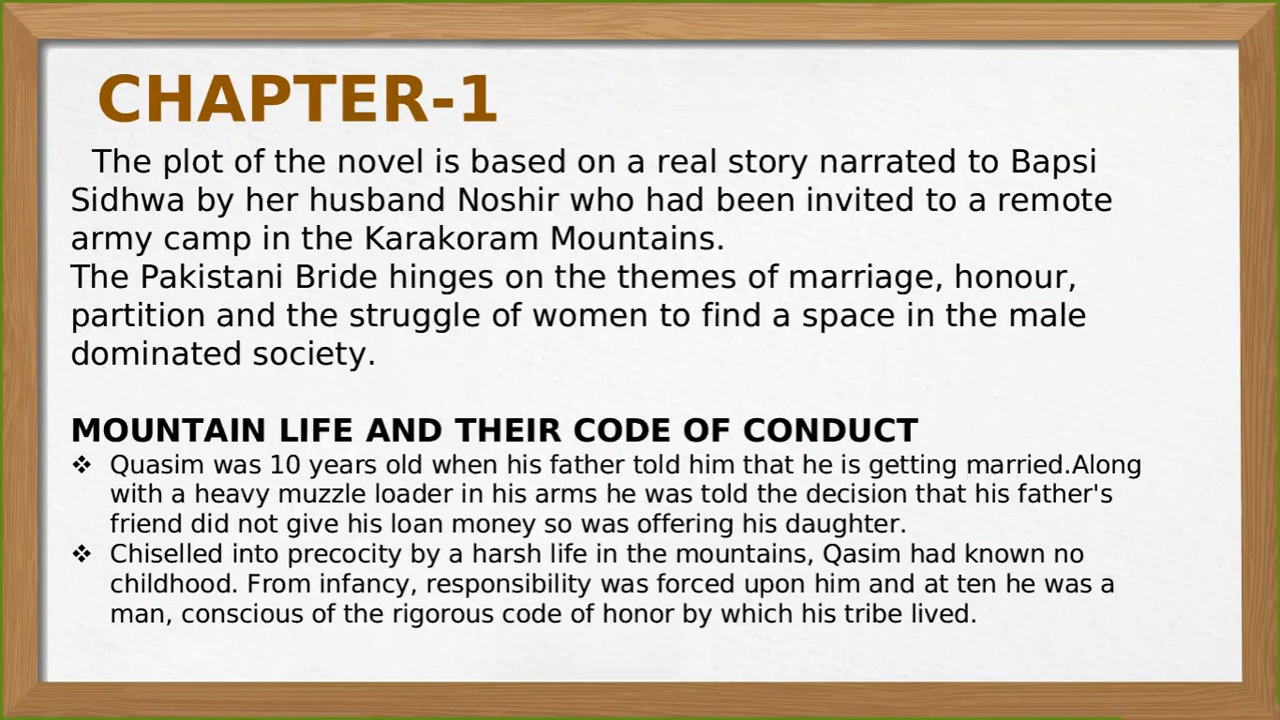 CHAPTER-1
The plot of the novel is based on a real story narrated to Bapsi
Sidhwa by her husband Noshir who had been invited to a remote
army camp in the Karakoram Mountains.
The Pakistani Bride hinges on the themes of marriage, honour,
partition and the struggle of women to find a space in the male
dominated society.
MOUNTAIN LIFE AND THEIR CODE OF CONDUCT
❖ Quasim was 10 years old when his father told him that he is getting married.Along
with a heavy muzzle loader in his arms he was told the decision that his father's
friend did not give his loan money so was offering his daughter.
❖ Chiselled into precocity by a harsh life in the mountains, Qasim had known no
childhood. From infancy, responsibility was forced upon him and at ten he was a
man, conscious of the rigorous code of honor by which his tribe lived.